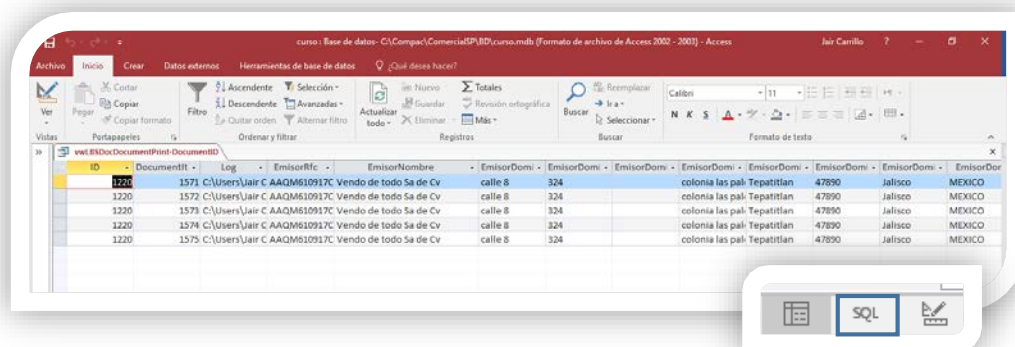 curso : Base de datos- C:\Compac\ComercialSP\BD\curso.mdb (Formato de archivo de Access 2002 - 2003) - Access
Jair Carrillo ?
Archivo Inicio Crear Datos externos Herramientas de base de datos ¿Qué desea hacer?
Cortar Ascendente Selección Nuevo Totales Reemplazar
Calibri 11
Copiar Descendente Avanzadas Guardar Revisión ortográfica Ir a
Ver Pegar Copiar formato Filtro Quitar orden Alternar filtro Actualizar todo Eliminar Más Buscar Seleccionar N K S A
Vistas Portapapeles Ordenar y filtrar Registros Buscar Formato de texto
vwLBSDocDocumentPrint-DocumentID
ID DocumentIt Log EmisorRfc EmisorNombre EmisorDomi EmisorDomi EmisorDomi EmisorDomi EmisorDomi EmisorDomi EmisorDomi EmisorDor
1220 1571 C:\Users\Jair C AAQM610917C Vendo de todo Sa de Cv calle 8 324 colonia las pal Tepatitlan 47890 Jalisco MEXICO
1220 1572 C:\Users\Jair C AAQM610917C Vendo de todo Sa de Cv calle 8 324 colonia las pal Tepatitlan 47890 Jalisco MEXICO
1220 1573 C:\Users\Jair C AAQM610917C Vendo de todo Sa de Cv calle 8 324 colonia las pal Tepatitlan 47890 Jalisco MEXICO
1220 1574 C:\Users\Jair C AAQM610917C Vendo de todo Sa de Cv calle 8 324 colonia las pal Tepatitlan 47890 Jalisco MEXICO
1220 1575 C:\Users\Jair C AAQM610917C Vendo de todo Sa de Cv calle 8 324 colonia las pal Tepatitlan 47890 Jalisco MEXICO
SQL